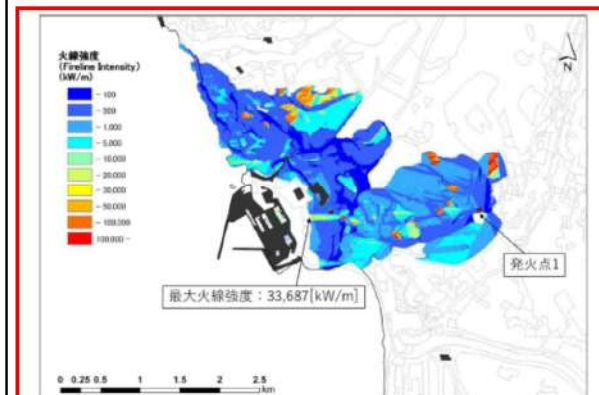 火線強度
(Fireline Intensity)
(kW/m)
- 100
- 500
- 1,000
- 5,000
- 10,000
- 20,000
- 30,000
- 50,000
- 100,000
100,000 -
N
発火点1
最大火線強度：33,687[kW/m]
0 0.25 0.5 1 1.5 2 2.5
km